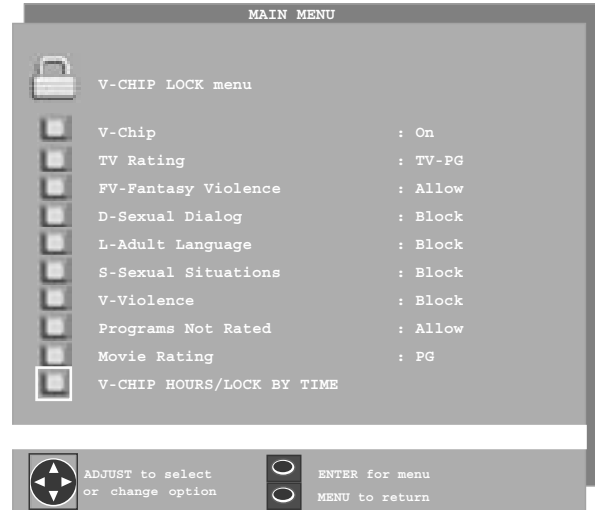 MAIN MENU
V-CHIP LOCK menu
V-Chip : On
TV Rating : TV-PG
FV-Fantasy Violence : Allow
D-Sexual Dialog : Block
L-Adult Language : Block
S-Sexual Situations : Block
V-Violence : Block
Programs Not Rated : Allow
Movie Rating : PG
V-CHIP HOURS/LOCK BY TIME
ADJUST to select
or change option
ENTER for menu
MENU to return